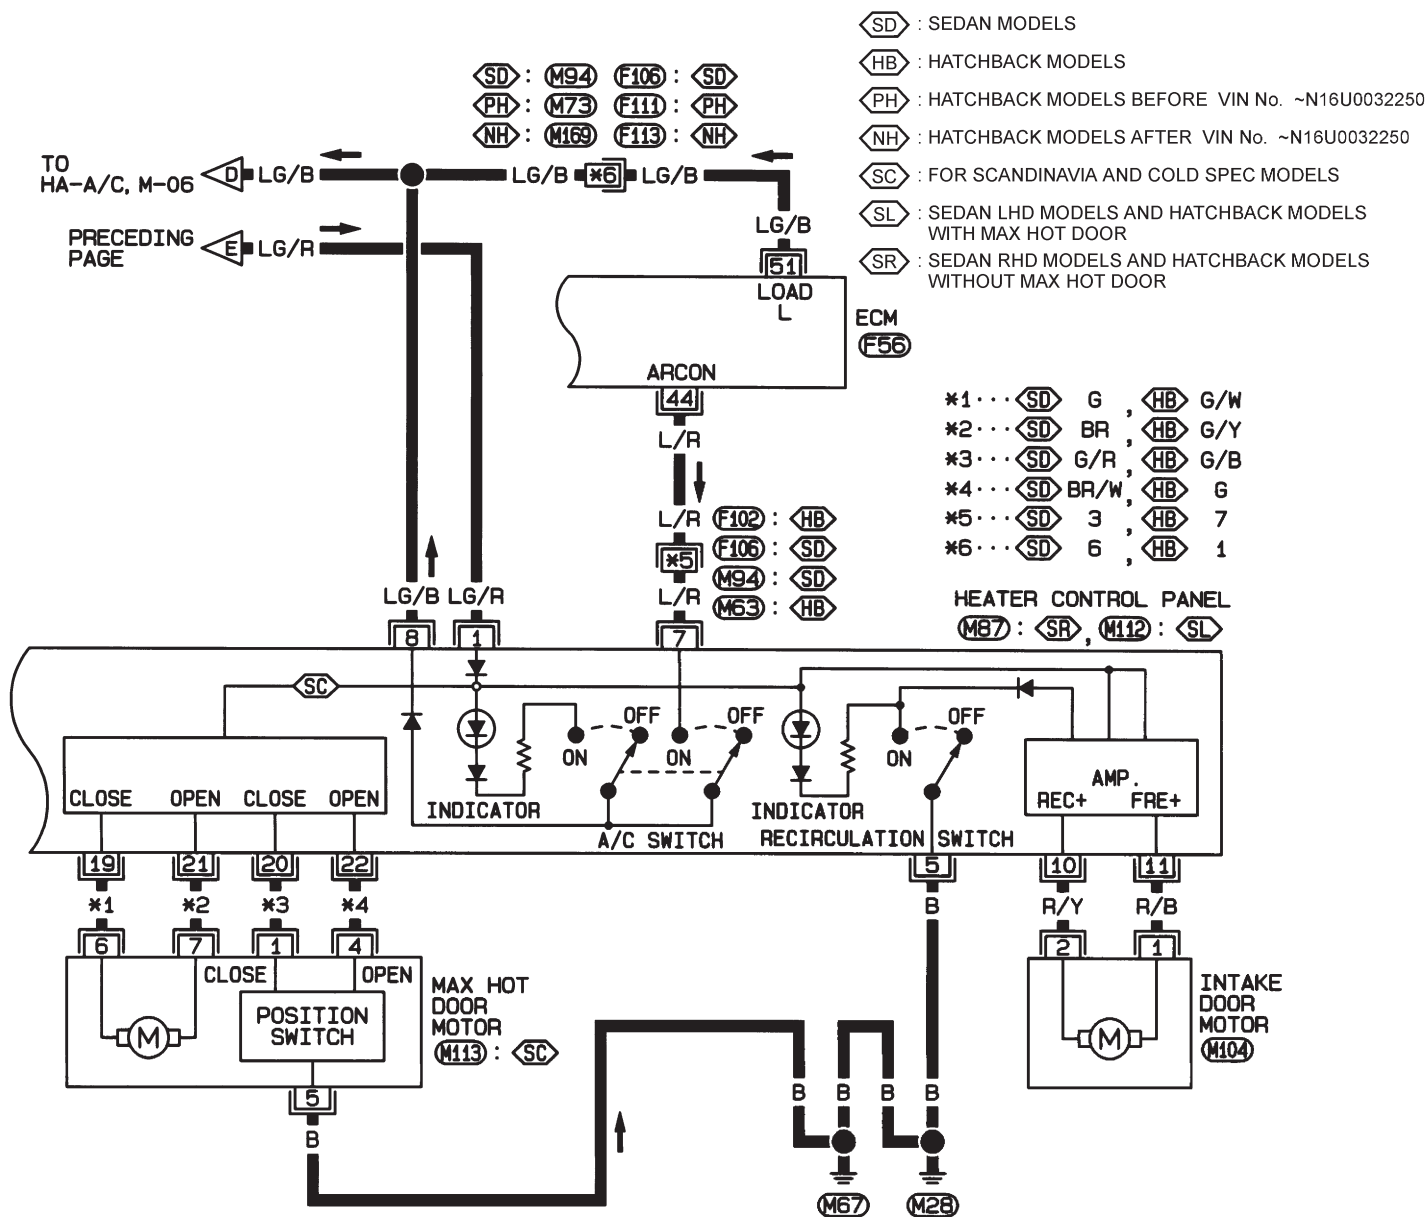 SD : SEDAN MODELS
HB : HATCHBACK MODELS
PH : HATCHBACK MODELS BEFORE VIN No. ~N16U0032250
NH : HATCHBACK MODELS AFTER VIN No. ~N16U0032250
SC : FOR SCANDINAVIA AND COLD SPEC MODELS
SL : SEDAN LHD MODELS AND HATCHBACK MODELS
WITH MAX HOT DOOR
SR : SEDAN RHD MODELS AND HATCHBACK MODELS
WITHOUT MAX HOT DOOR
SD : M94 F106 : SD
PH : M73 F111 : PH
NH : M169 F113 : NH
TO
HA-A/C, M-06
D LG/B LG/B *6 LG/B
PRECEDING
PAGE
E LG/R
LG/B
51
LOAD
L
ECM
F56
ARCON
44
L/R
*1··· SD G , HB G/W
*2··· SD BR , HB G/Y
*3··· SD G/R , HB G/B
*4··· SD BR/W , HB G
*5··· SD 3 , HB 7
*6··· SD 6 , HB 1
L/R F102 : HB
F106 : SD
*5
M94 : SD
L/R M63 : HB
LG/B LG/R
8 1 7
HEATER CONTROL PANEL
M87 : SR , M112 : SL
SC
OFF OFF OFF
ON ON ON
INDICATOR INDICATOR
A/C SWITCH RECIRCULATION SWITCH
AMP.
REC+ FRE+
CLOSE OPEN CLOSE OPEN
19 21 20 22 5 10 11
*1 *2 *3 *4 B R/Y R/B
6 7 1 4 2 1
CLOSE OPEN
POSITION
SWITCH
M
MAX HOT
DOOR
MOTOR
M113 : SC
M
INTAKE
DOOR
MOTOR
M104
5
B
B B B B
M67 M28